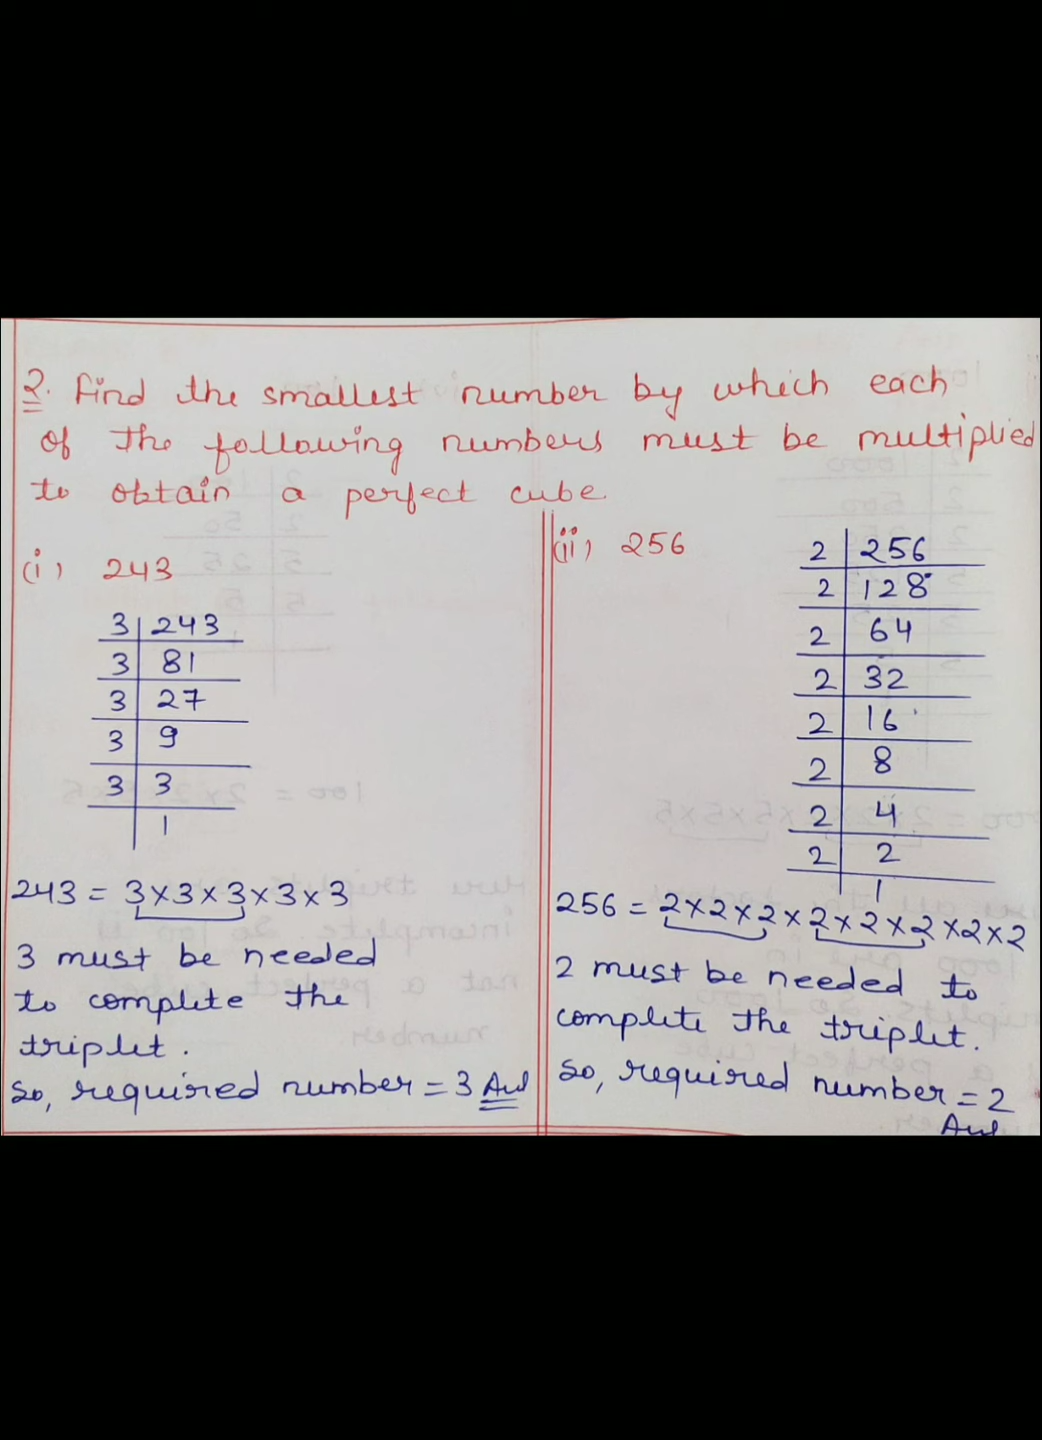 2. Find the smallest number by which each
of the following numbers must be multiplied
to obtain a perfect cube.
(i) 243
3 | 243
3 | 81
3 | 27
3 | 9
3 | 3
| 1
243 = 3×3×3×3×3
3 must be needed
to complete the
triplet.
So, required number = 3 Ans
(ii) 256
2 | 256
2 | 128
2 | 64
2 | 32
2 | 16
2 | 8
2 | 4
2 | 2
| 1
256 = 2×2×2×2×2×2×2×2
2 must be needed to
complete the triplet.
So, required number = 2
Ans